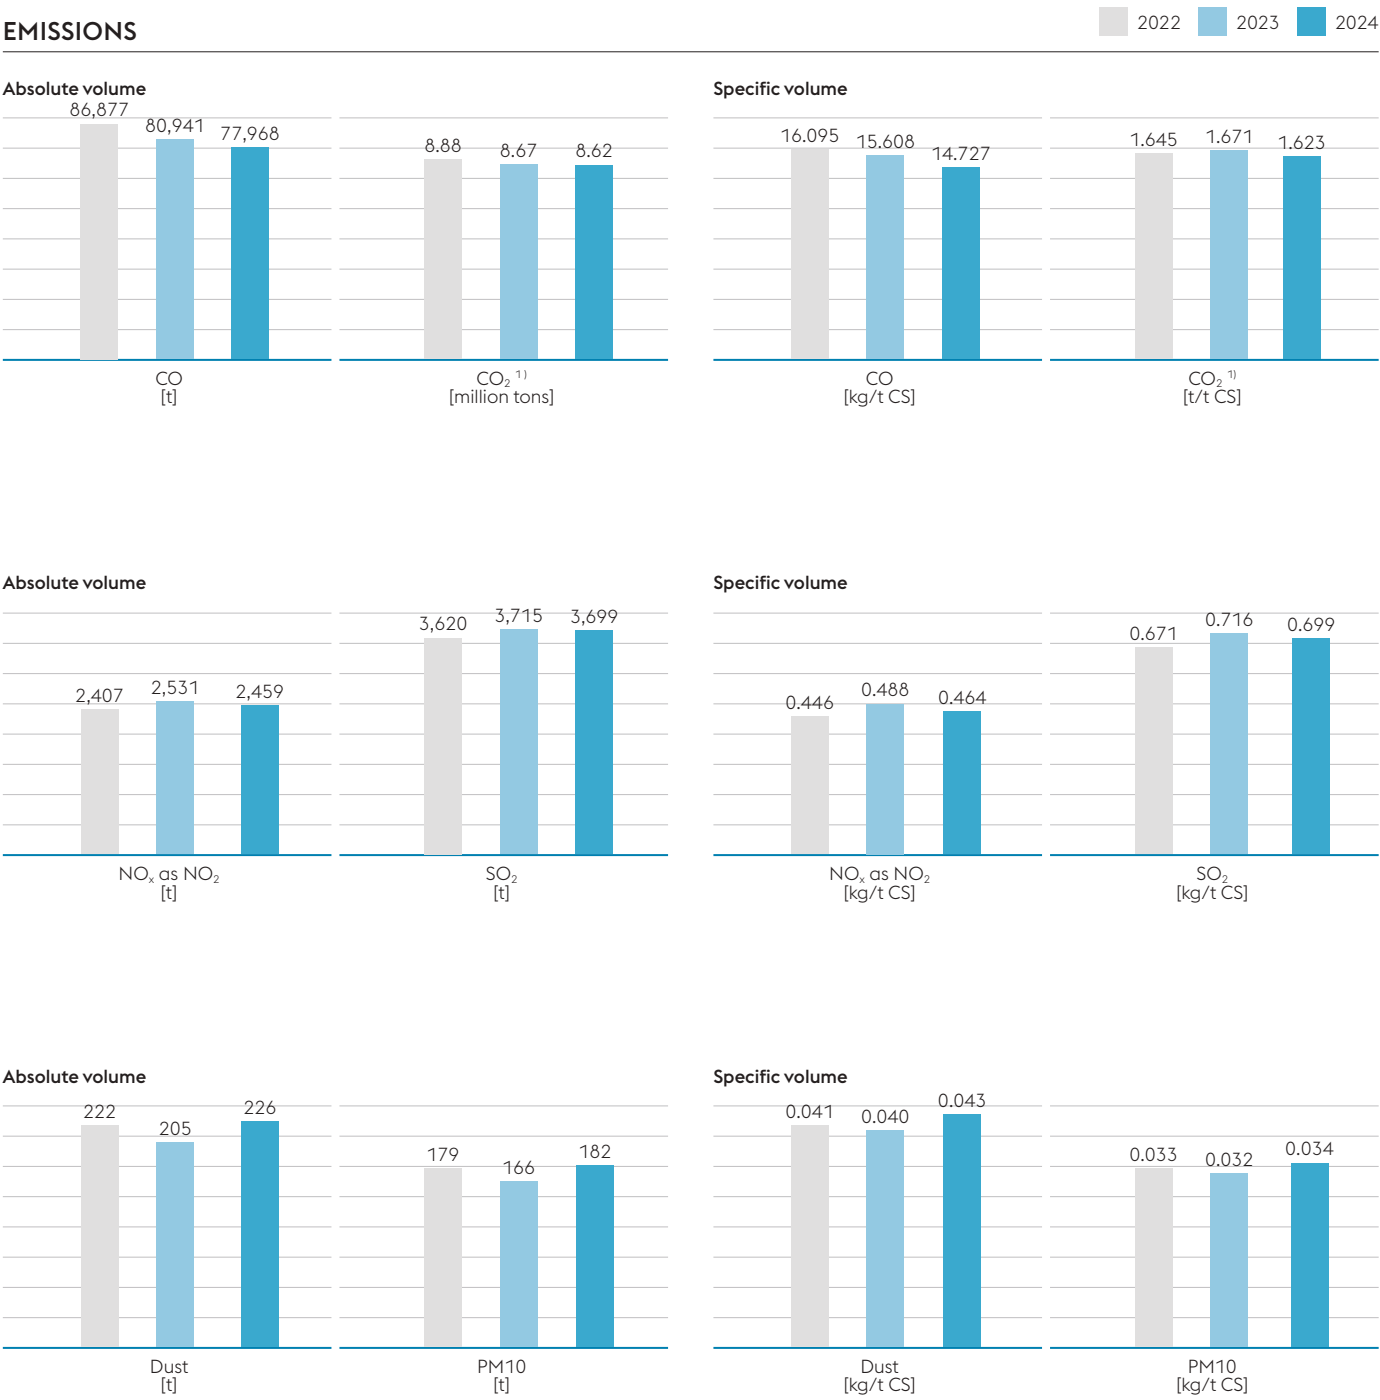 EMISSIONS
2022 2023 2024
Absolute volume
86,877 80,941 77,968
8.88 8.67 8.62
CO
[t]
CO₂ ¹⁾
[million tons]
Specific volume
16.095 15.608 14.727
1.645 1.671 1.623
CO
[kg/t CS]
CO₂ ¹⁾
[t/t CS]
Absolute volume
2,407 2,531 2,459
3,620 3,715 3,699
NOₓ as NO₂
[t]
SO₂
[t]
Specific volume
0.446 0.488 0.464
0.671 0.716 0.699
NOₓ as NO₂
[kg/t CS]
SO₂
[kg/t CS]
Absolute volume
222 205 226
179 166 182
Dust
[t]
PM10
[t]
Specific volume
0.041 0.040 0.043
0.033 0.032 0.034
Dust
[kg/t CS]
PM10
[kg/t CS]